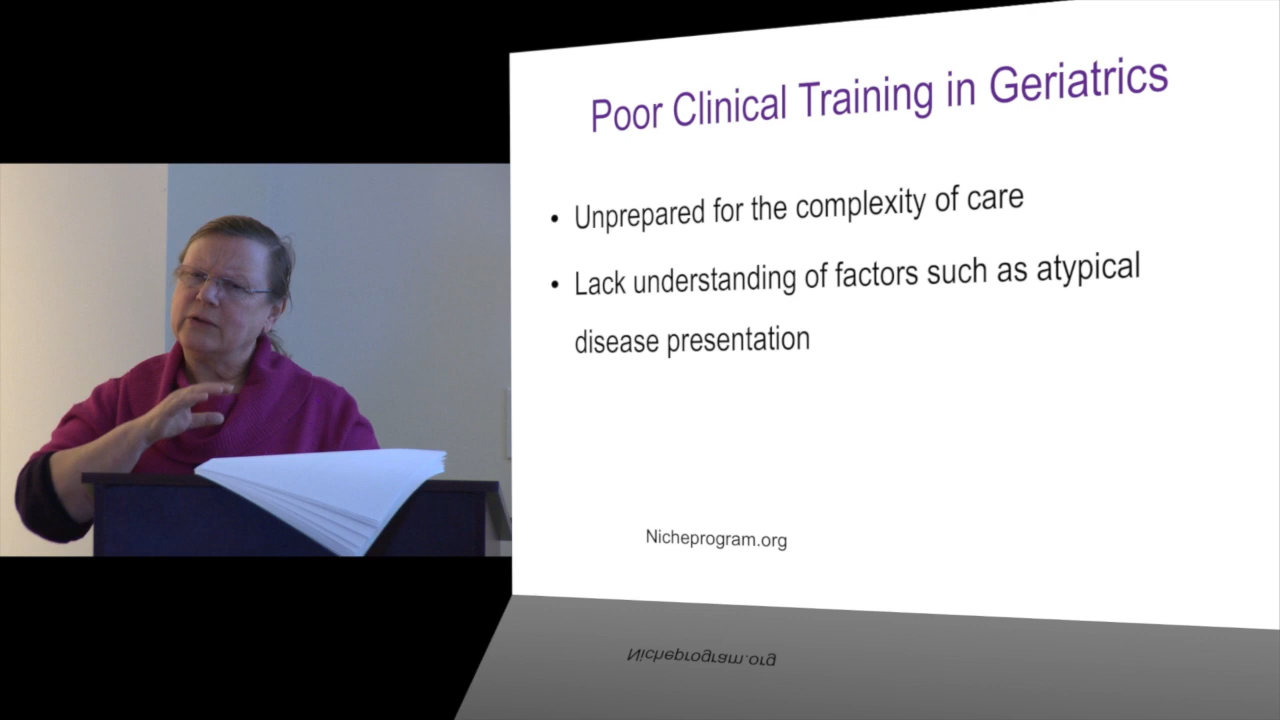 Poor Clinical Training in Geriatrics
• Unprepared for the complexity of care
• Lack understanding of factors such as atypical
disease presentation
Nicheprogram.org
Nicheprogram.org